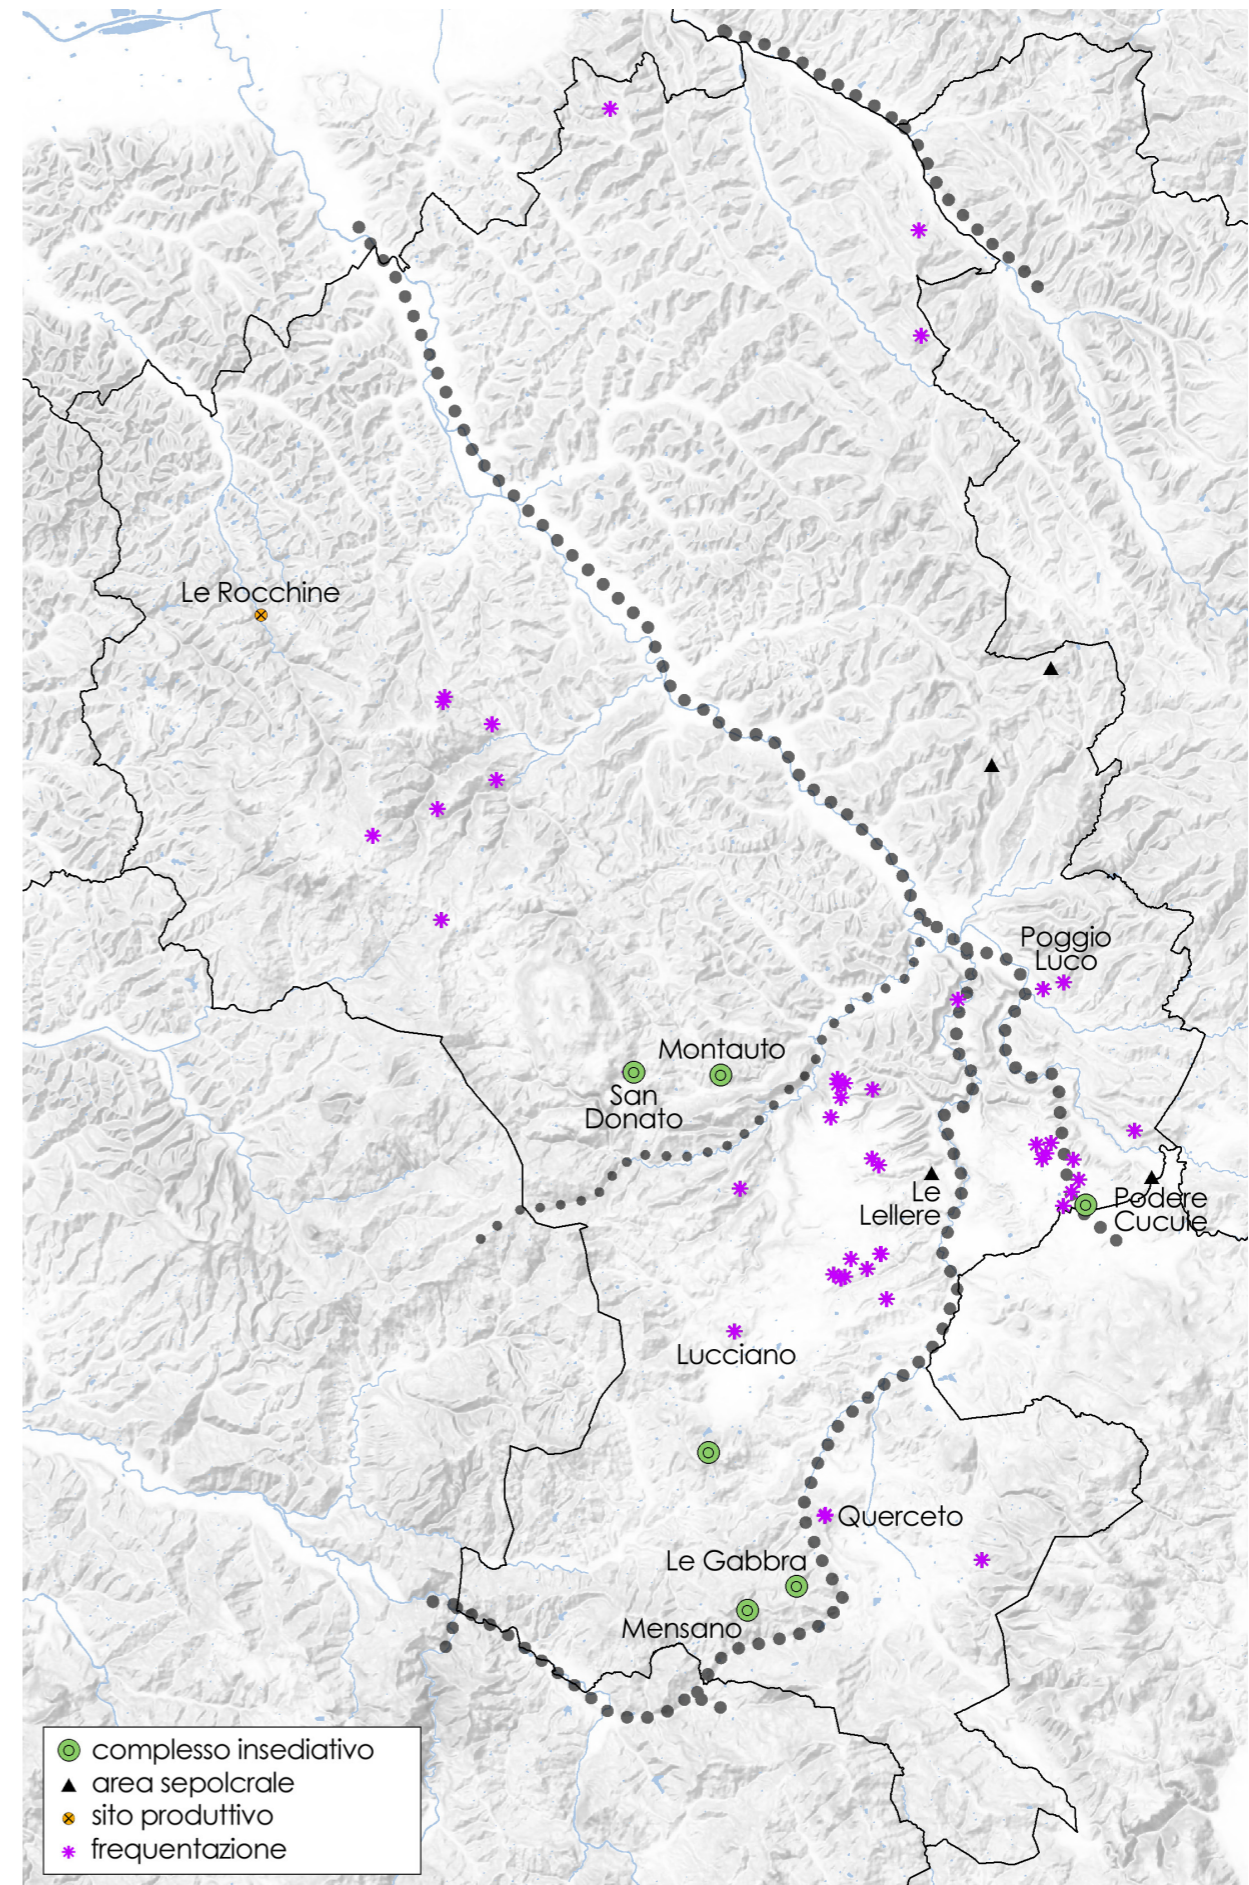 Le Rocchine
Poggio
Luco
Montauto
San
Donato
Le
Lellere
Podere
Cucule
Lucciano
Querceto
Le Gabbra
Mensano
complesso insediativo
area sepolcrale
sito produttivo
frequentazione